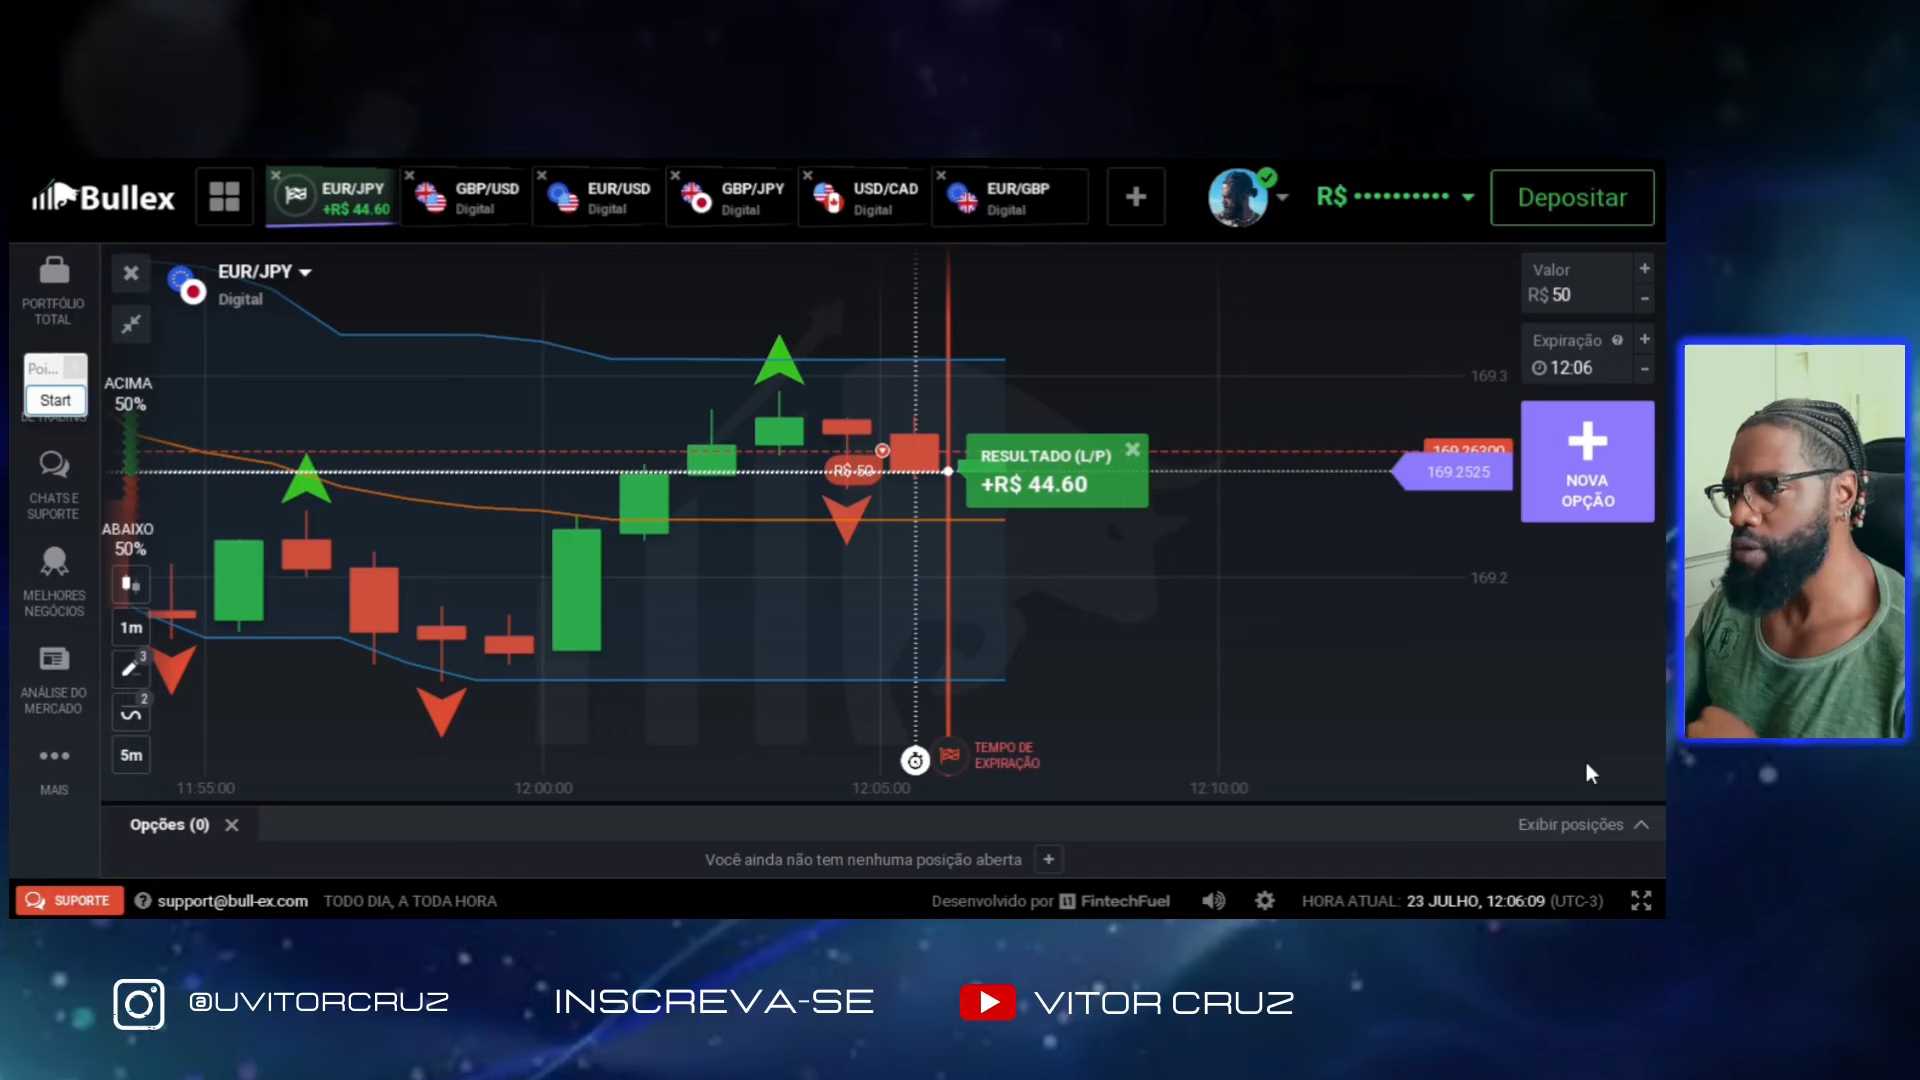 Bullex
EUR/JPY
+R$ 44.60
GBP/USD
Digital
EUR/USD
Digital
GBP/JPY
Digital
USD/CAD
Digital
EUR/GBP
Digital
R$ ••••••••••
Depositar
PORTFÓLIO
TOTAL
Poi...
Start
CHATS E
SUPORTE
MELHORES
NEGÓCIOS
ANÁLISE DO
MERCADO
MAIS
EUR/JPY
Digital
ACIMA
50%
ABAIXO
50%
1m
3
2
5m
R$ 50
RESULTADO (L/P)
+R$ 44.60
TEMPO DE
EXPIRAÇÃO
169.3
169.26300
169.2525
169.2
11:55:00
12:00:00
12:05:00
12:10:00
Valor
R$ 50
Expiração
12:06
NOVA
OPÇÃO
Opções (0)
Exibir posições
Você ainda não tem nenhuma posição aberta
SUPORTE
support@bull-ex.com
TODO DIA, A TODA HORA
Desenvolvido por FintechFuel
HORA ATUAL: 23 JULHO, 12:06:09 (UTC-3)
@UVITORCRUZ
INSCREVA-SE
VITOR CRUZ